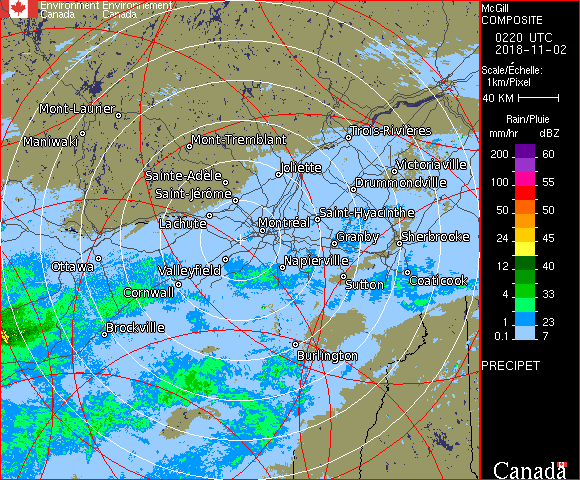 Environment Environnement
Canada Canada
McGill
COMPOSITE
0220 UTC
2018-11-02
Scale/Échelle:
1km/Pixel
40 KM
Rain/Pluie
mm/hr dBZ
200 60
100 55
50 50
24 45
12 40
4 33
1 23
0.1 7
PRECIPET
Canada
Mont-Laurier
Maniwaki
Mont-Tremblant
Trois-Rivières
Joliette
Victoriaville
Sainte-Adèle
Drummondville
Saint-Jérôme
Lachute
Saint-Hyacinthe
Montréal
Granby
Sherbrooke
Ottawa
Valleyfield
Napierville
Cornwall
Sutton
Coaticook
Brockville
Burlington